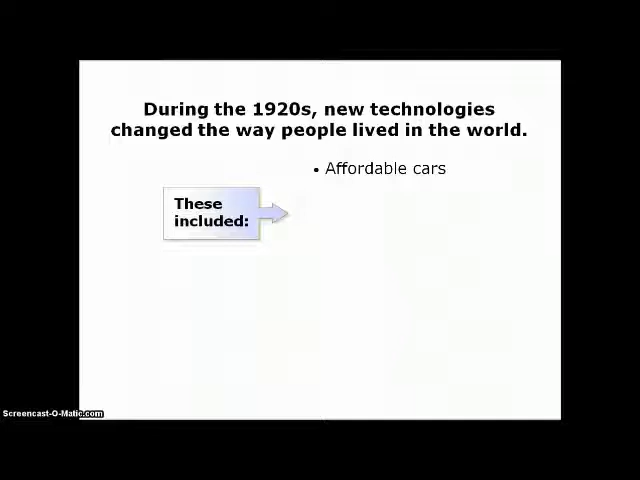 During the 1920s, new technologies
changed the way people lived in the world.
• Affordable cars
These
included:
Screencast-O-Matic.com